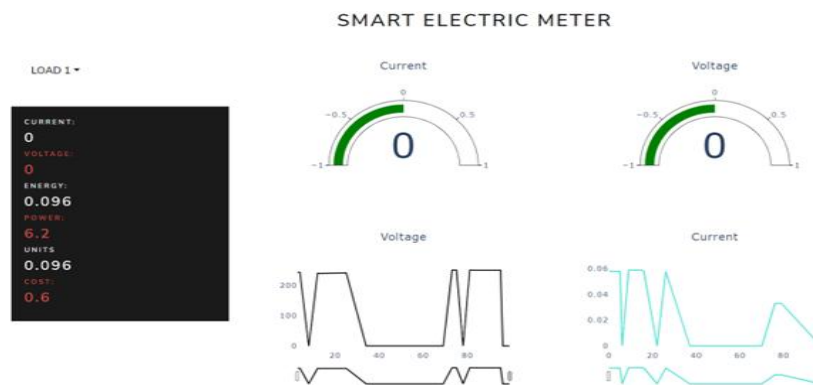 SMART ELECTRIC METER
LOAD 1
CURRENT:
0
VOLTAGE:
0
ENERGY:
0.096
POWER:
6.2
UNITS
0.096
COST:
0.6
Current
0
−0.5
0.5
−1
1
0
Voltage
0
−0.5
0.5
−1
1
0
Voltage
200
100
0
20
40
60
80
Current
0.06
0.04
0.02
0
0
20
40
60
80